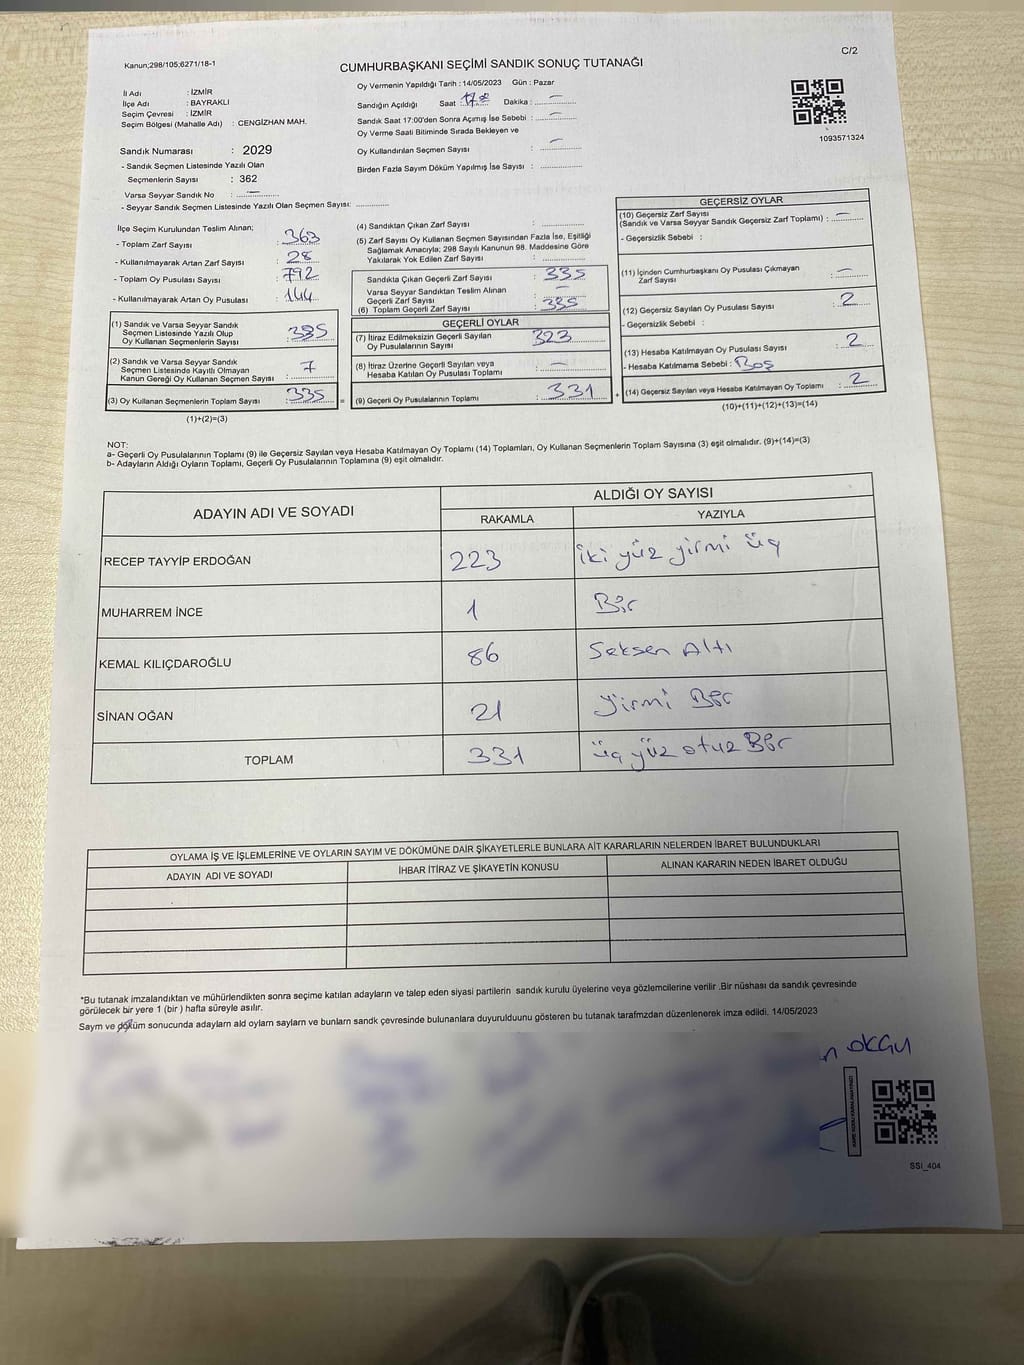 Kanun;298/105;6271/18-1
C/2
CUMHURBAŞKANI SEÇİMİ SANDIK SONUÇ TUTANAĞI
İl Adı : İZMİR
İlçe Adı : BAYRAKLI
Seçim Çevresi : İZMİR
Seçim Bölgesi (Mahalle Adı) : CENGİZHAN MAH.
Sandık Numarası : 2029
- Sandık Seçmen Listesinde Yazılı Olan
Seçmenlerin Sayısı : 362
Varsa Seyyar Sandık No : —
- Seyyar Sandık Seçmen Listesinde Yazılı Olan Seçmen Sayısı: ............
Oy Vermenin Yapıldığı Tarih : 14/05/2023 Gün : Pazar
Sandığın Açıldığı Saat : 17.00 Dakika : —
Sandık Saat 17:00'den Sonra Açımış İse Sebebi : —
Oy Verme Saati Bitiminde Sırada Bekleyen ve
Oy Kullandırılan Seçmen Sayısı —
Birden Fazla Sayım Döküm Yapılmış İse Sayısı : ............
1093571324
İlçe Seçim Kurulundan Teslim Alınan;
- Toplam Zarf Sayısı : 363
- Kullanılmayarak Artan Zarf Sayısı : 28
- Toplam Oy Pusulası Sayısı : 792
- Kullanılmayarak Artan Oy Pusulası : 144
(1) Sandık ve Varsa Seyyar Sandık
Seçmen Listesinde Yazılı Olup
Oy Kullanan Seçmenlerin Sayısı : 335
(2) Sandık ve Varsa Seyyar Sandık
Seçmen Listesinde Kayıtlı Olmayan
Kanun Gereği Oy Kullanan Seçmen Sayısı : 7
(3) Oy Kullanan Seçmenlerin Toplam Sayısı : 335
(1)+(2)=(3)
(4) Sandıktan Çıkan Zarf Sayısı : ............
(5) Zarf Sayısı Oy Kullanan Seçmen Sayısından Fazla İse, Eşitliği
Sağlamak Amacıyla; 298 Sayılı Kanunun 98. Maddesine Göre
Yakılarak Yok Edilen Zarf Sayısı : ............
Sandıkta Çıkan Geçerli Zarf Sayısı : 335
Varsa Seyyar Sandıktan Teslim Alınan
Geçerli Zarf Sayısı : —
(6) Toplam Geçerli Zarf Sayısı : 335
GEÇERLİ OYLAR
(7) İtiraz Edilmeksizin Geçerli Sayılan
Oy Pusulalarının Sayısı : 323
(8) İtiraz Üzerine Geçerli Sayılan veya
Hesaba Katılan Oy Pusulası Toplamı : —
(9) Geçerli Oy Pusulalarının Toplamı : 331
GEÇERSİZ OYLAR
(10) Geçersiz Zarf Sayısı
(Sandık ve Varsa Seyyar Sandık Geçersiz Zarf Toplamı) : —
- Geçersizlik Sebebi :
(11) İçinden Cumhurbaşkanı Oy Pusulası Çıkmayan
Zarf Sayısı : —
(12) Geçersiz Sayılan Oy Pusulası Sayısı : 2
- Geçersizlik Sebebi :
(13) Hesaba Katılmayan Oy Pusulası Sayısı : 2
- Hesaba Katılmama Sebebi : Boş
(14) Geçersiz Sayılan veya Hesaba Katılmayan Oy Toplamı : 2
(10)+(11)+(12)+(13)=(14)
NOT:
a- Geçerli Oy Pusulalarının Toplamı (9) ile Geçersiz Sayılan veya Hesaba Katılmayan Oy Toplamı (14) Toplamları, Oy Kullanan Seçmenlerin Toplam Sayısına (3) eşit olmalıdır. (9)+(14)=(3)
b- Adayların Aldığı Oyların Toplamı, Geçerli Oy Pusulalarının Toplamına (9) eşit olmalıdır.
ADAYIN ADI VE SOYADI ALDIĞI OY SAYISI
RAKAMLA YAZIYLA
RECEP TAYYİP ERDOĞAN 223 iki yüz yirmi üç
MUHARREM İNCE 1 Bir
KEMAL KILIÇDAROĞLU 86 Seksen Altı
SİNAN OĞAN 21 Yirmi Bir
TOPLAM 331 üç yüz otuz Bir
OYLAMA İŞ VE İŞLEMLERİNE VE OYLARIN SAYIM VE DÖKÜMÜNE DAİR ŞİKAYETLERLE BUNLARA AİT KARARLARIN NELERDEN İBARET BULUNDUKLARI
ADAYIN ADI VE SOYADI İHBAR İTİRAZ VE ŞİKAYETİN KONUSU ALINAN KARARIN NEDEN İBARET OLDUĞU
*Bu tutanak imzalandıktan ve mühürlendikten sonra seçime katılan adayların ve talep eden siyasi partilerin sandık kurulu üyelerine veya gözlemcilerine verilir .Bir nüshası da sandık çevresinde
görülecek bir yere 1 (bir ) hafta süreyle asılır.
Saym ve döküm sonucunda adaylarn ald oylarn saylarn ve bunlarn sandk çevresinde bulunanlara duyurulduunu gösteren bu tutanak tarafmzdan düzenlenerek imza edildi. 14/05/2023
OKÇU
SSI_404